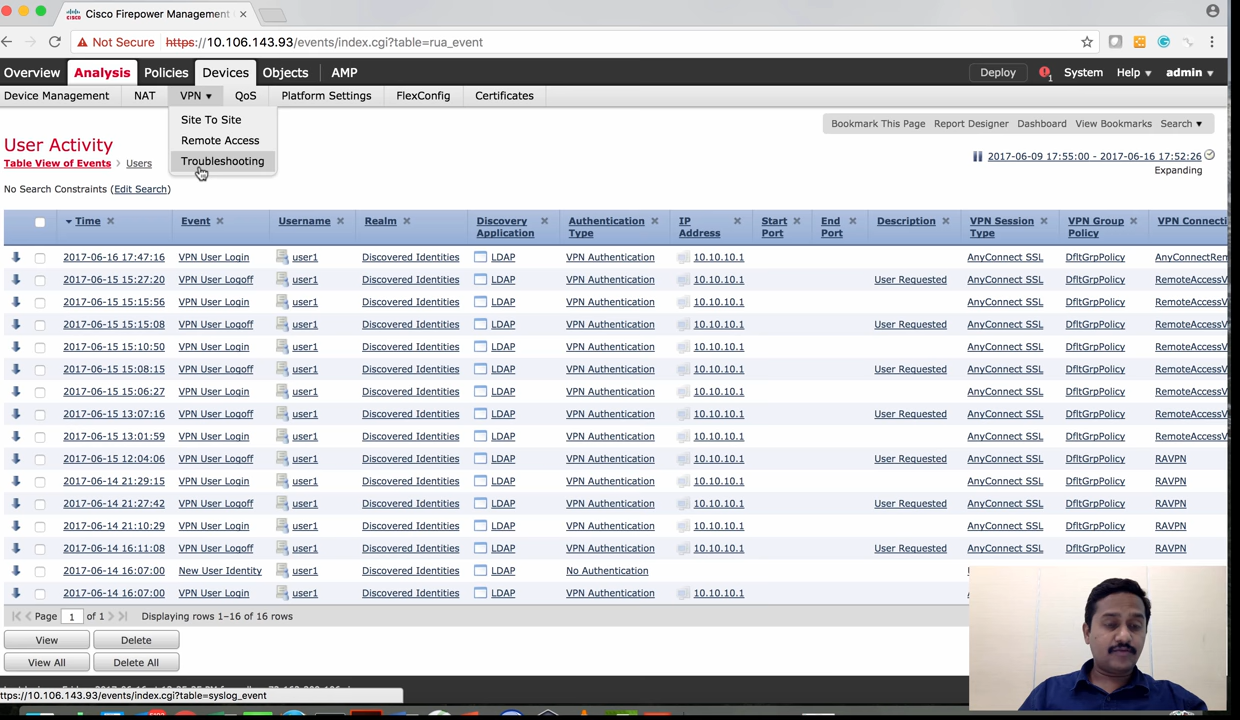 CISCO Cisco Firepower Management
Not Secure https://10.106.143.93/events/index.cgi?table=rua_event
Overview Analysis Policies Devices Objects AMP Deploy 1 System Help admin
Device Management NAT VPN QoS Platform Settings FlexConfig Certificates
Site To Site
Remote Access
Troubleshooting
Bookmark This Page Report Designer Dashboard View Bookmarks Search
User Activity
Table View of Events > Users
2017-06-09 17:55:00 - 2017-06-16 17:52:26
Expanding
No Search Constraints (Edit Search)
Time Event Username Realm Discovery Application Authentication Type IP Address Start Port End Port Description VPN Session Type VPN Group Policy VPN Connecti
2017-06-16 17:47:16 VPN User Login user1 Discovered Identities LDAP VPN Authentication 10.10.10.1 AnyConnect SSL DfltGrpPolicy AnyConnectRem
2017-06-15 15:27:20 VPN User Logoff user1 Discovered Identities LDAP VPN Authentication 10.10.10.1 User Requested AnyConnect SSL DfltGrpPolicy RemoteAccessV
2017-06-15 15:15:56 VPN User Login user1 Discovered Identities LDAP VPN Authentication 10.10.10.1 AnyConnect SSL DfltGrpPolicy RemoteAccessV
2017-06-15 15:15:08 VPN User Logoff user1 Discovered Identities LDAP VPN Authentication 10.10.10.1 User Requested AnyConnect SSL DfltGrpPolicy RemoteAccessV
2017-06-15 15:10:50 VPN User Login user1 Discovered Identities LDAP VPN Authentication 10.10.10.1 AnyConnect SSL DfltGrpPolicy RemoteAccessV
2017-06-15 15:08:15 VPN User Logoff user1 Discovered Identities LDAP VPN Authentication 10.10.10.1 User Requested AnyConnect SSL DfltGrpPolicy RemoteAccessV
2017-06-15 15:06:27 VPN User Login user1 Discovered Identities LDAP VPN Authentication 10.10.10.1 AnyConnect SSL DfltGrpPolicy RemoteAccessV
2017-06-15 13:07:16 VPN User Logoff user1 Discovered Identities LDAP VPN Authentication 10.10.10.1 User Requested AnyConnect SSL DfltGrpPolicy RemoteAccessV
2017-06-15 13:01:59 VPN User Login user1 Discovered Identities LDAP VPN Authentication 10.10.10.1 AnyConnect SSL DfltGrpPolicy RemoteAccessV
2017-06-15 12:04:06 VPN User Logoff user1 Discovered Identities LDAP VPN Authentication 10.10.10.1 User Requested AnyConnect SSL DfltGrpPolicy RAVPN
2017-06-14 21:29:15 VPN User Login user1 Discovered Identities LDAP VPN Authentication 10.10.10.1 AnyConnect SSL DfltGrpPolicy RAVPN
2017-06-14 21:27:42 VPN User Logoff user1 Discovered Identities LDAP VPN Authentication 10.10.10.1 User Requested AnyConnect SSL DfltGrpPolicy RAVPN
2017-06-14 21:10:29 VPN User Login user1 Discovered Identities LDAP VPN Authentication 10.10.10.1 AnyConnect SSL DfltGrpPolicy RAVPN
2017-06-14 16:11:08 VPN User Logoff user1 Discovered Identities LDAP VPN Authentication 10.10.10.1 User Requested AnyConnect SSL DfltGrpPolicy RAVPN
2017-06-14 16:07:00 New User Identity user1 Discovered Identities LDAP No Authentication
2017-06-14 16:07:00 VPN User Login user1 Discovered Identities LDAP VPN Authentication 10.10.10.1
Page 1 of 1 Displaying rows 1–16 of 16 rows
View Delete
View All Delete All
ttps://10.106.143.93/events/index.cgi?table=syslog_event